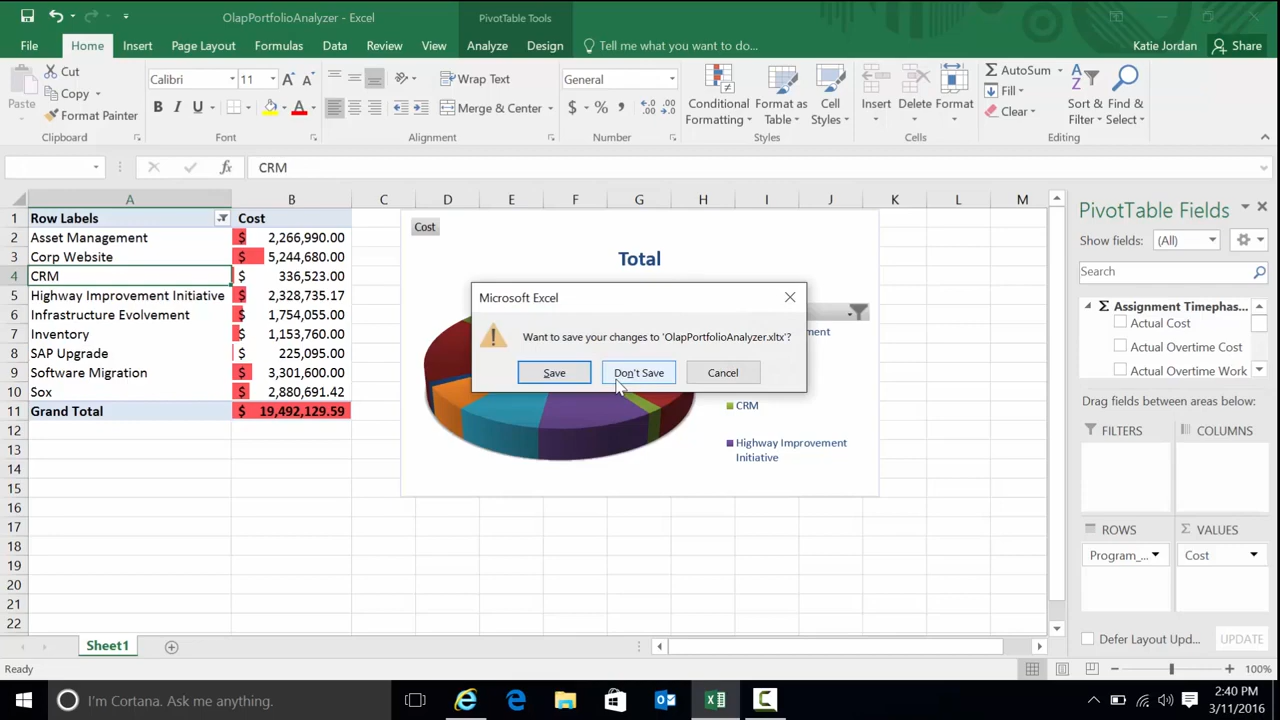 OlapPortfolioAnalyzer - Excel
PivotTable Tools
File Home Insert Page Layout Formulas Data Review View Analyze Design Tell me what you want to do...
Katie Jordan Share
Paste
Cut
Copy
Format Painter
Clipboard
Calibri 11
B I U
Font
Wrap Text
Merge & Center
Alignment
General
$ % ,
Number
Conditional Formatting
Format as Table
Cell Styles
Styles
Insert Delete Format
Cells
AutoSum
Fill
Clear
Sort & Filter
Find & Select
Editing
fx CRM
A B C D E F G H I J K L M
1 Row Labels Cost
2 Asset Management $ 2,266,990.00
3 Corp Website $ 5,244,680.00
4 CRM $ 336,523.00
5 Highway Improvement Initiative $ 2,328,735.17
6 Infrastructure Evolvement $ 1,754,055.00
7 Inventory $ 1,153,760.00
8 SAP Upgrade $ 225,095.00
9 Software Migration $ 3,301,600.00
10 Sox $ 2,880,691.42
11 Grand Total $ 19,492,129.59
12
13
14
15
16
17
18
19
20
21
22
Cost
Total
CRM
Highway Improvement
Initiative
Microsoft Excel
Want to save your changes to 'OlapPortfolioAnalyzer.xltx'?
Save Don't Save Cancel
PivotTable Fields
Show fields: (All)
Search
Σ Assignment Timephas...
Actual Cost
Actual Overtime Cost
Actual Overtime Work
Drag fields between areas below:
FILTERS COLUMNS
ROWS Σ VALUES
Program_... Cost
Defer Layout Upd... UPDATE
Sheet1
Ready
100%
I'm Cortana. Ask me anything.
2:40 PM
3/11/2016